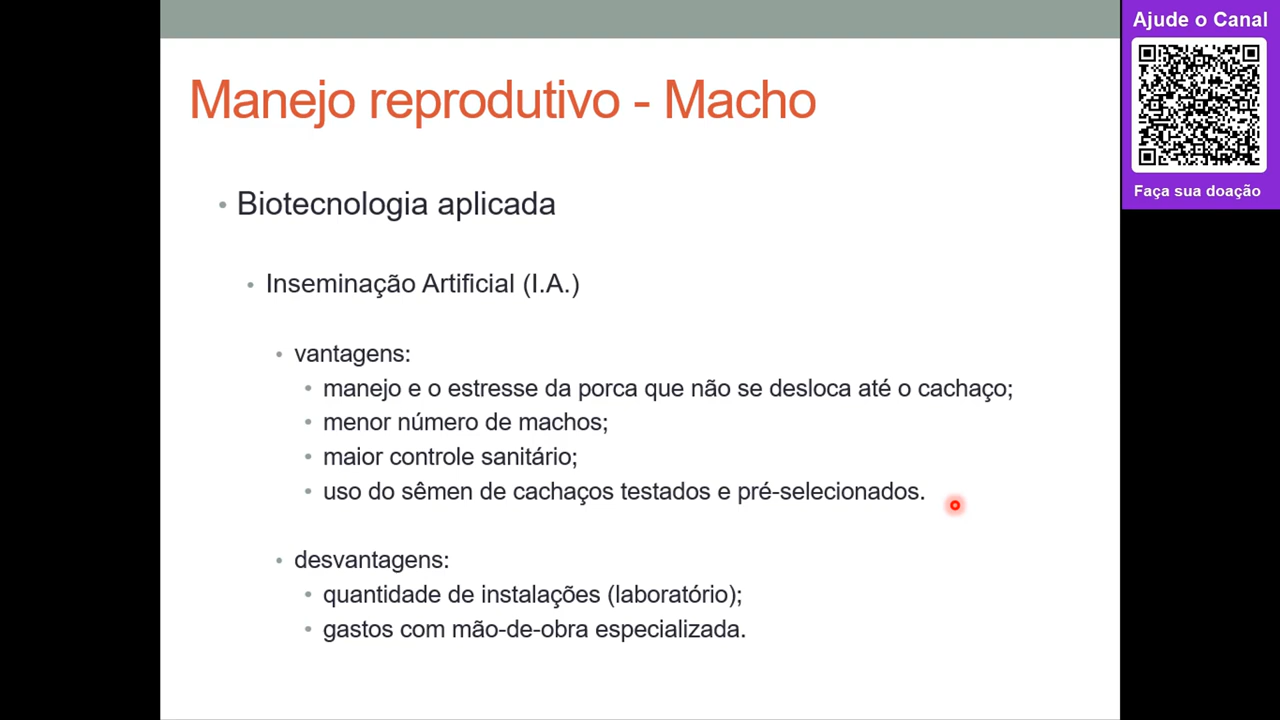 Ajude o Canal
Faça sua doação
Manejo reprodutivo - Macho
• Biotecnologia aplicada
• Inseminação Artificial (I.A.)
• vantagens:
• manejo e o estresse da porca que não se desloca até o cachaço;
• menor número de machos;
• maior controle sanitário;
• uso do sêmen de cachaços testados e pré-selecionados.
• desvantagens:
• quantidade de instalações (laboratório);
• gastos com mão-de-obra especializada.